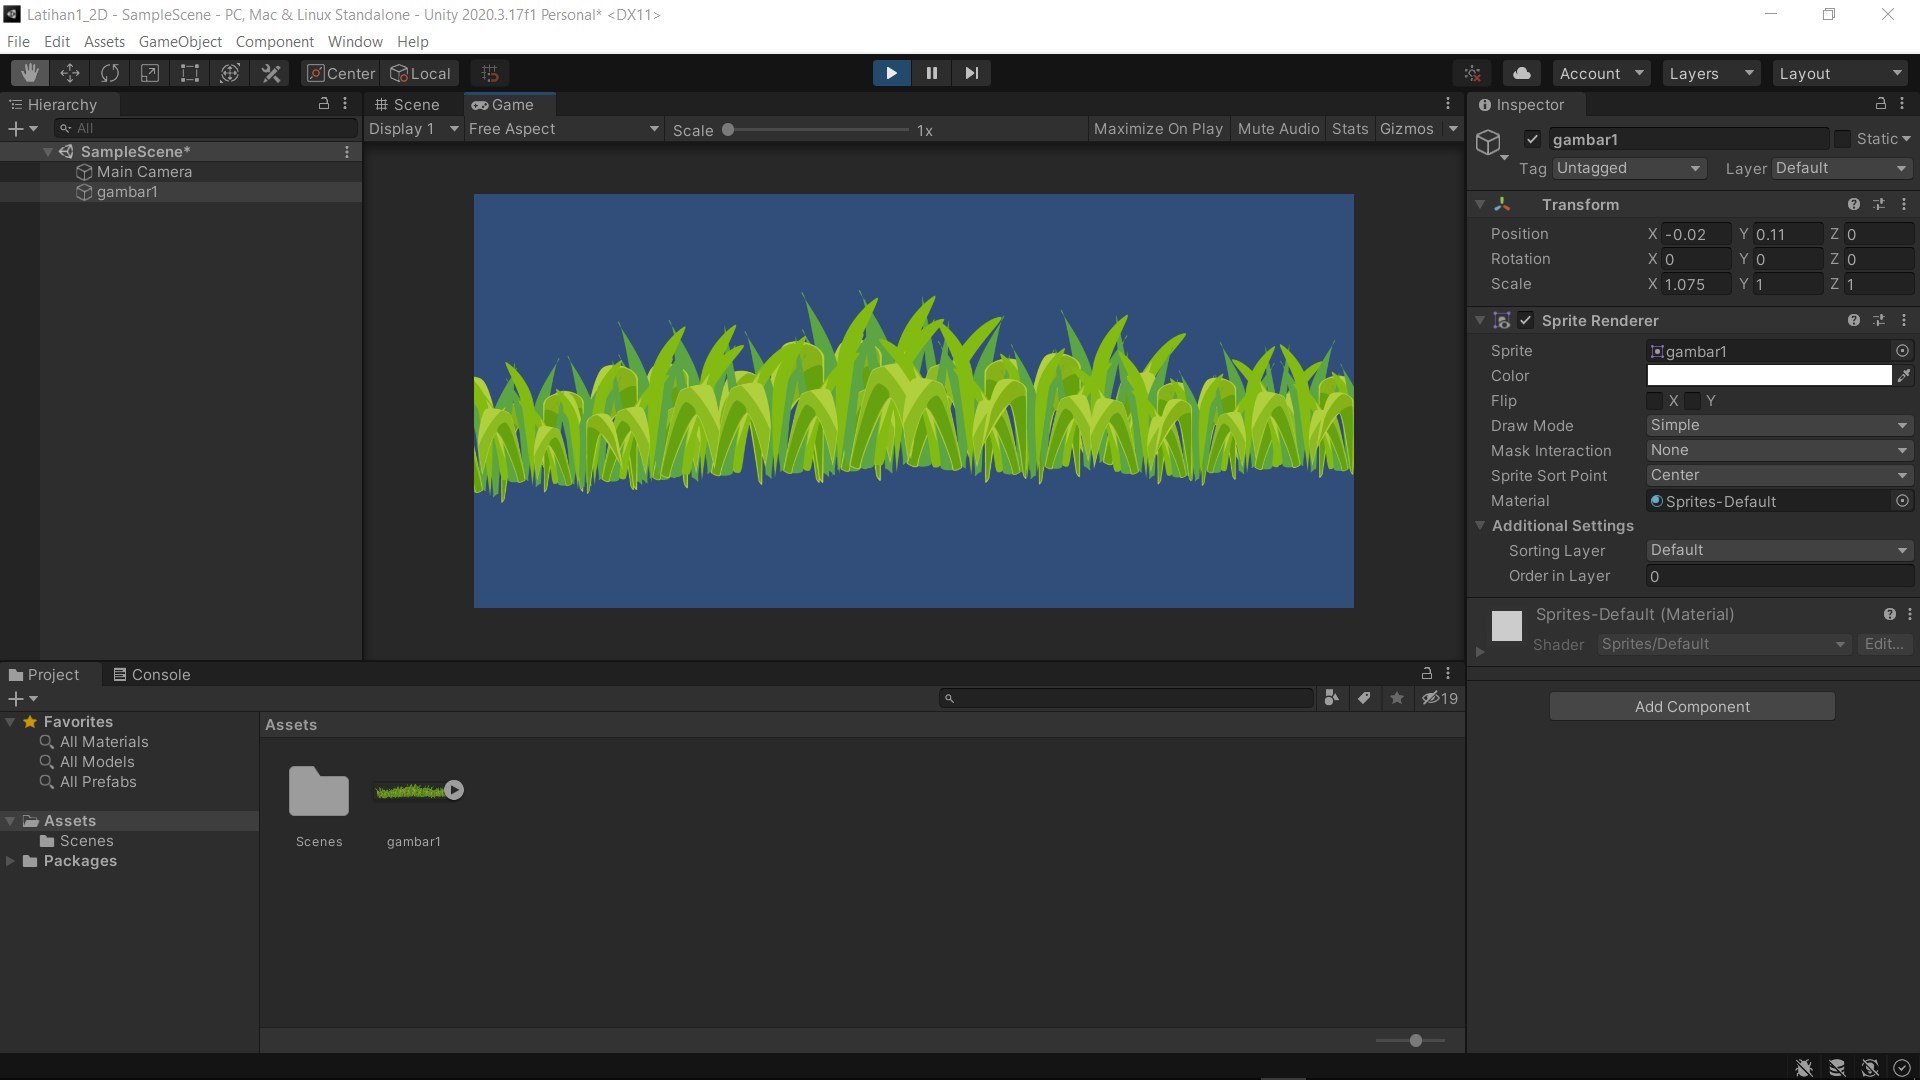 Latihan1_2D - SampleScene - PC, Mac & Linux Standalone - Unity 2020.3.17f1 Personal* <DX11>
File Edit Assets GameObject Component Window Help
Center Local Account Layers Layout
Hierarchy
All
SampleScene*
Main Camera
gambar1
Scene Game
Display 1 Free Aspect Scale 1x Maximize On Play Mute Audio Stats Gizmos
Inspector
gambar1 Static
Tag Untagged Layer Default
Transform
Position X -0.02 Y 0.11 Z 0
Rotation X 0 Y 0 Z 0
Scale X 1.075 Y 1 Z 1
Sprite Renderer
Sprite gambar1
Color
Flip X Y
Draw Mode Simple
Mask Interaction None
Sprite Sort Point Center
Material Sprites-Default
Additional Settings
Sorting Layer Default
Order in Layer 0
Sprites-Default (Material)
Shader Sprites/Default Edit...
Add Component
Project Console
19
Favorites
All Materials
All Models
All Prefabs
Assets
Scenes
Packages
Assets
Scenes gambar1